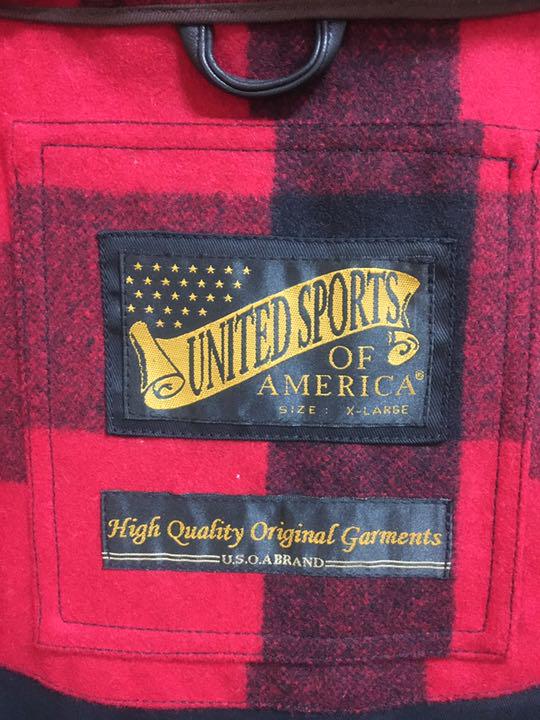 UNITED SPORTS
OF
AMERICA®
SIZE: X-LARGE
High Quality Original Garments
U.S.O.A BRAND